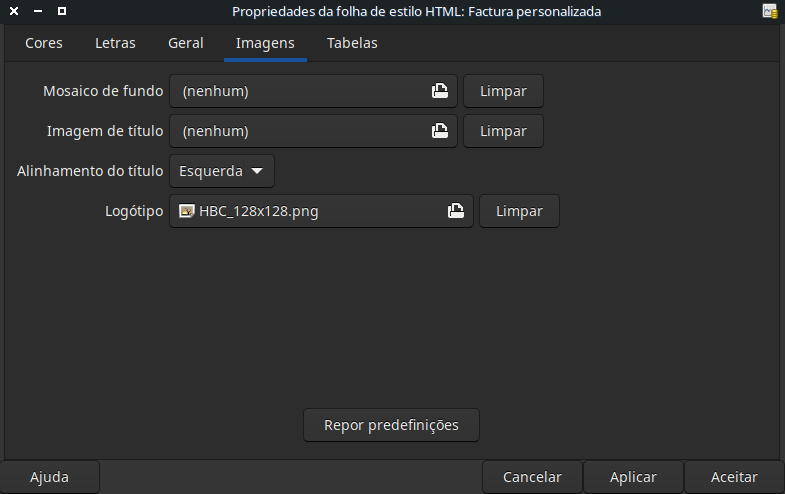 Propriedades da folha de estilo HTML: Factura personalizada
Cores Letras Geral Imagens Tabelas
Mosaico de fundo (nenhum) Limpar
Imagem de título (nenhum) Limpar
Alinhamento do título Esquerda
Logótipo HBC_128x128.png Limpar
Repor predefinições
Ajuda Cancelar Aplicar Aceitar